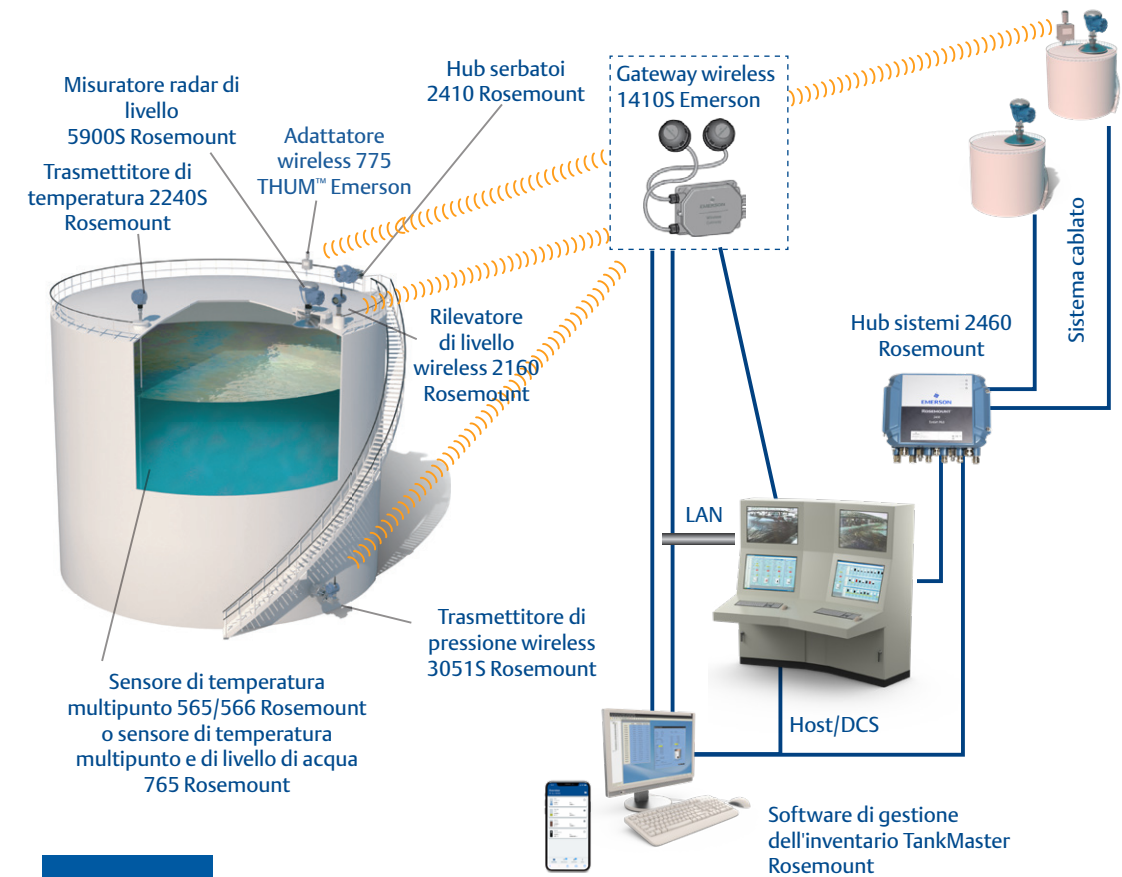 Misuratore radar di
livello
5900S Rosemount
Hub serbatoi
2410 Rosemount
Adattatore
wireless 775
THUM™ Emerson
Trasmettitore di
temperatura 2240S
Rosemount
Gateway wireless
1410S Emerson
EMERSON
Sistema cablato
Rilevatore
di livello
wireless 2160
Rosemount
Hub sistemi 2460
Rosemount
EMERSON
ROSEMOUNT
LAN
Trasmettitore di
pressione wireless
3051S Rosemount
Sensore di temperatura
multipunto 565/566 Rosemount
o sensore di temperatura
multipunto e di livello di acqua
765 Rosemount
Host/DCS
Software di gestione
dell'inventario TankMaster
Rosemount